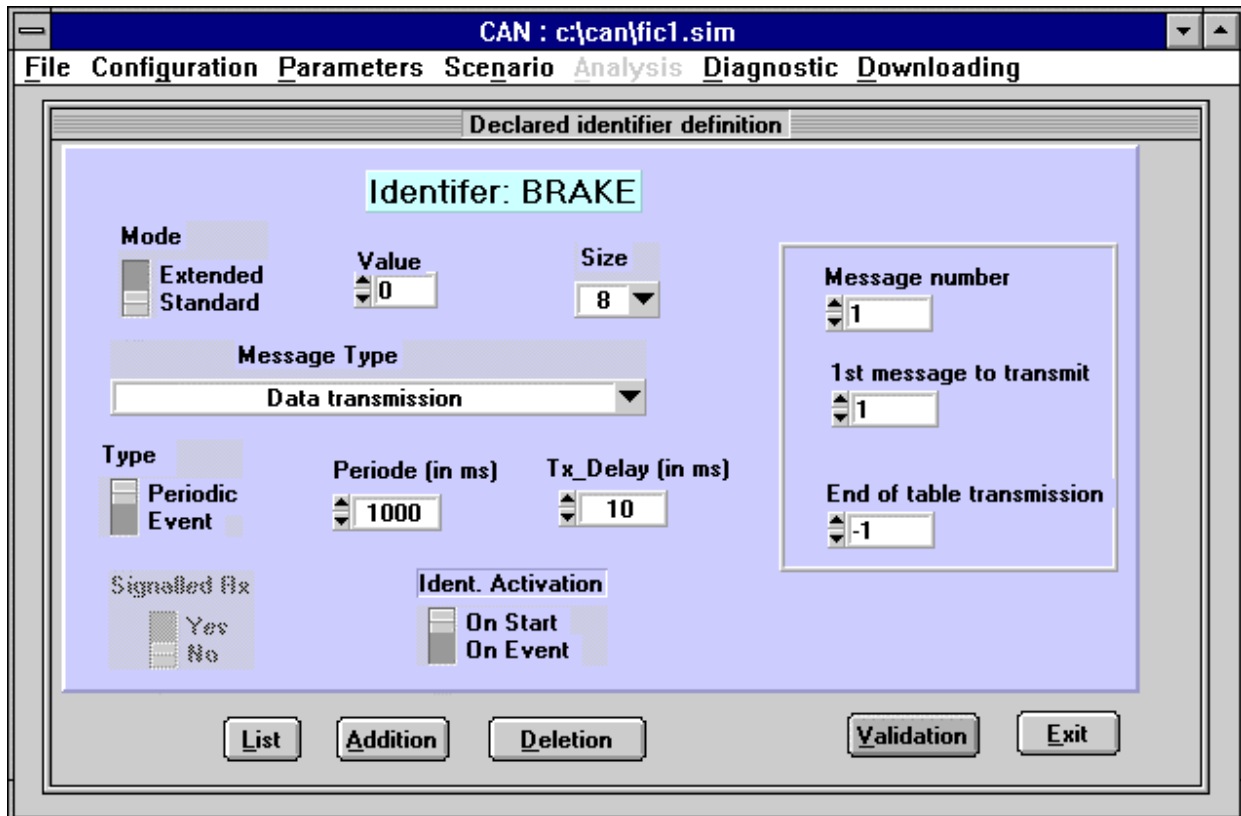 CAN : c:\can\fic1.sim
File Configuration Parameters Scenario Analysis Diagnostic Downloading
Declared identifier definition
Identifer: BRAKE
Mode
Extended
Standard
Value
0
Size
8
Message Type
Data transmission
Type
Periodic
Event
Periode (in ms)
1000
Tx_Delay (in ms)
10
Signalled Rx
Yes
No
Ident. Activation
On Start
On Event
Message number
1
1st message to transmit
1
End of table transmission
-1
List Addition Deletion Validation Exit